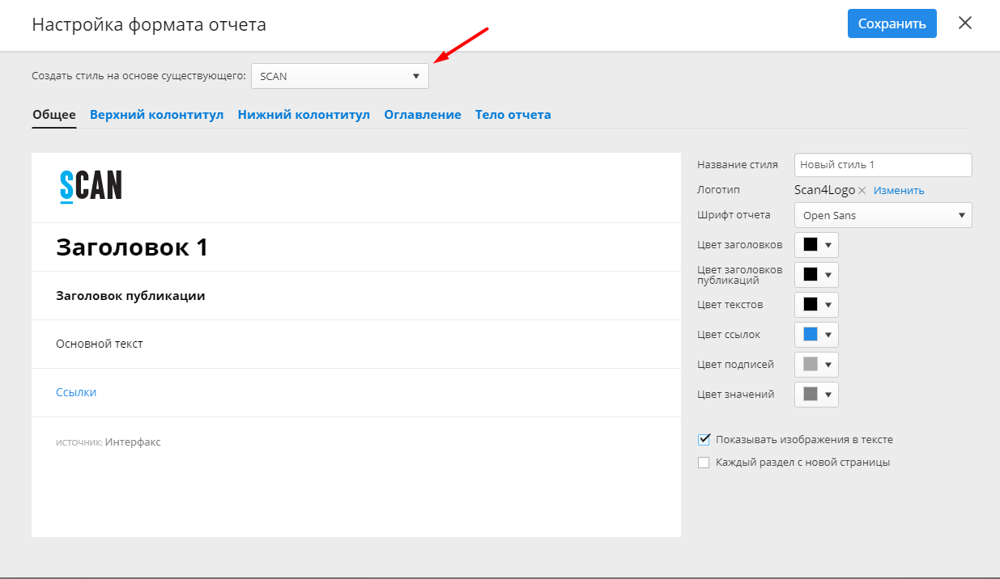 Настройка формата отчета
Сохранить
Создать стиль на основе существующего: SCAN
Общее Верхний колонтитул Нижний колонтитул Оглавление Тело отчета
SCAN
Заголовок 1
Заголовок публикации
Основной текст
Ссылки
источник: Интерфакс
Название стиля Новый стиль 1
Логотип Scan4Logo Изменить
Шрифт отчета Open Sans
Цвет заголовков
Цвет заголовков
публикаций
Цвет текстов
Цвет ссылок
Цвет подписей
Цвет значений
Показывать изображения в тексте
Каждый раздел с новой страницы